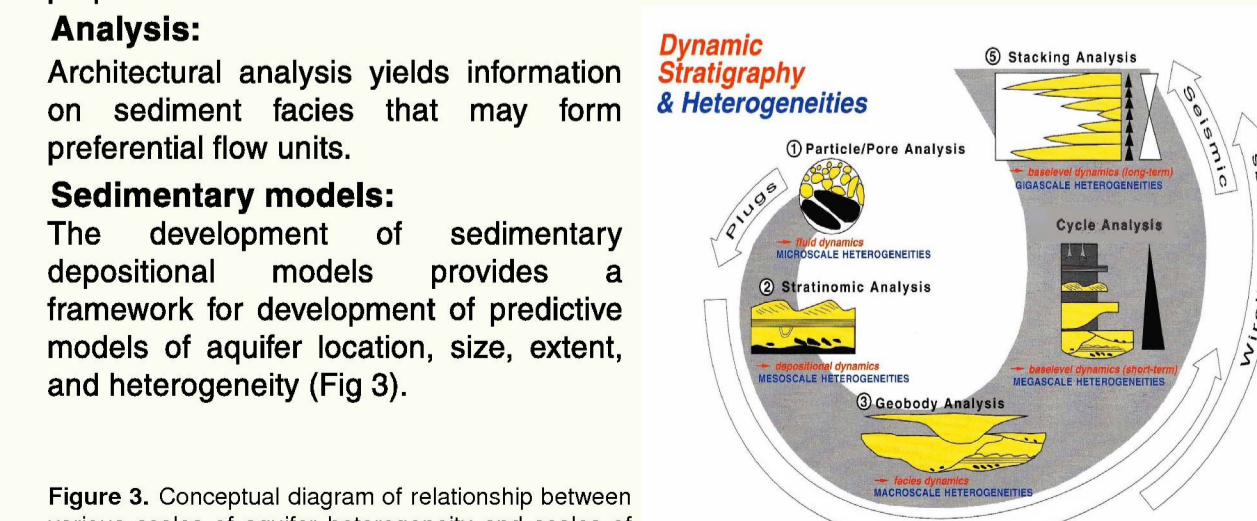 Analysis:
Architectural analysis yields information
on sediment facies that may form
preferential flow units.
Sedimentary models:
The development of sedimentary
depositional models provides a
framework for development of predictive
models of aquifer location, size, extent,
and heterogeneity (Fig 3).
Figure 3. Conceptual diagram of relationship between
Dynamic
Stratigraphy
& Heterogeneities
① Particle/Pore Analysis
Plugs
→ fluid dynamics
MICROSCALE HETEROGENEITIES
② Stratinomic Analysis
→ depositional dynamics
MESOSCALE HETEROGENEITIES
③ Geobody Analysis
→ facies dynamics
MACROSCALE HETEROGENEITIES
Cycle Analysis
→ baselevel dynamics (short-term)
MEGASCALE HETEROGENEITIES
⑤ Stacking Analysis
→ baselevel dynamics (long-term)
GIGASCALE HETEROGENEITIES
Seismic